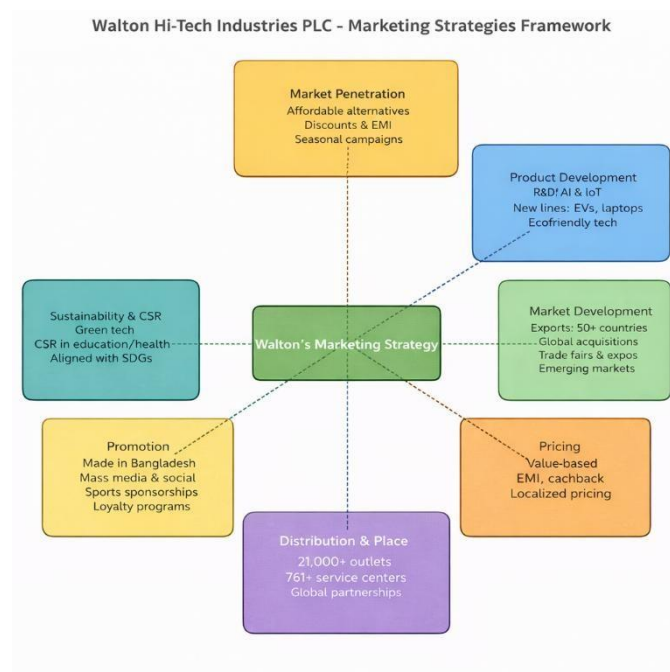 Walton Hi-Tech Industries PLC - Marketing Strategies Framework
Market Penetration
Affordable alternatives
Discounts & EMI
Seasonal campaigns
Product Development
R&D! AI & IoT
New lines: EVs, laptops
Ecofriendly tech
Sustainability & CSR
Green tech
CSR in education/health
Aligned with SDGs
Walton's Marketing Strategy
Market Development
Exports: 50+ countries
Global acquisitions
Trade fairs & expos
Emerging markets
Promotion
Made in Bangladesh
Mass media & social
Sports sponsorships
Loyalty programs
Pricing
Value-based
EMI, cashback
Localized pricing
Distribution & Place
21,000+ outlets
761+ service centers
Global partnerships